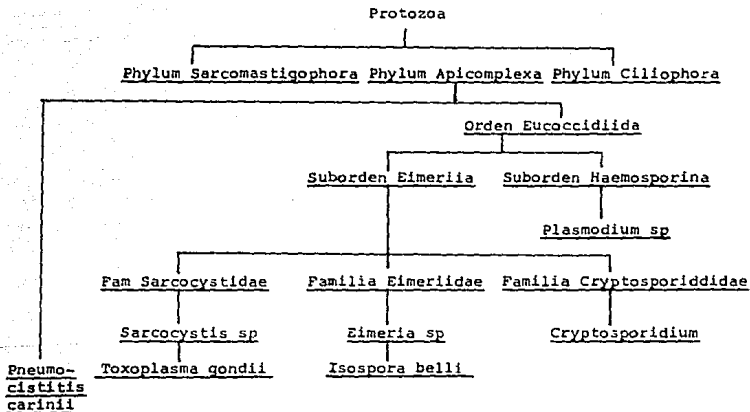 Protozoa
Phylum Sarcomastigophora Phylum Apicomplexa Phylum Ciliophora
Orden Eucoccidiida
Suborden Eimeriia Suborden Haemosporina
Plasmodium sp
Fam Sarcocystidae Familia Eimeriidae Familia Cryptosporiddidae
Sarcocystis sp Eimeria sp Cryptosporidium
Pneumo- Toxoplasma gondii Isospora belli
cistitis
carinii